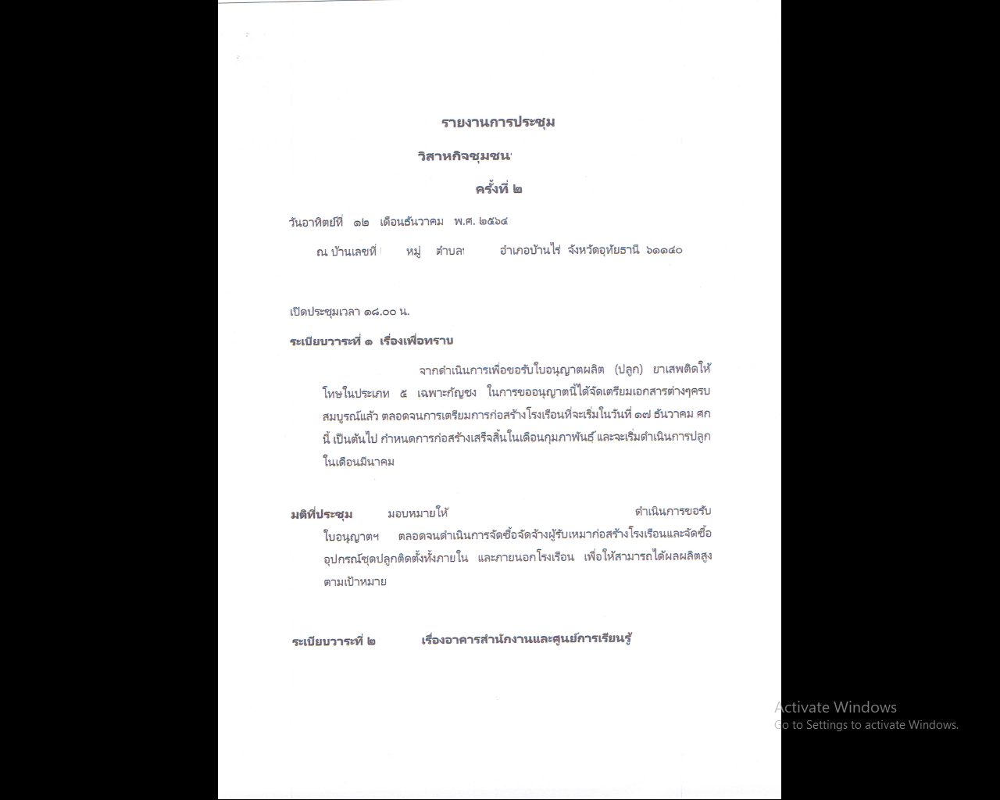 รายงานการประชุม
วิสาหกิจชุมชน
ครั้งที่ ๒
วันอาทิตย์ที่ ๑๒ เดือนธันวาคม พ.ศ. ๒๕๖๔
ณ บ้านเลขที่ หมู่ ตำบล อำเภอบ้านไร่ จังหวัดอุทัยธานี ๖๑๑๔๐
เปิดประชุมเวลา ๑๘.๐๐ น.
ระเบียบวาระที่ ๑ เรื่องเพื่อทราบ
จากดำเนินการเพื่อขอรับใบอนุญาตผลิต (ปลูก) ยาเสพติดให้
โทษในประเภท ๕ เฉพาะกัญชง ในการขออนุญาตนี้ได้จัดเตรียมเอกสารต่างๆครบ
สมบูรณ์แล้ว ตลอดจนการเตรียมการก่อสร้างโรงเรือนที่จะเริ่มในวันที่ ๑๗ ธันวาคม ศก
นี้ เป็นต้นไป กำหนดการก่อสร้างเสร็จสิ้นในเดือนกุมภาพันธุ์ และจะเริ่มดำเนินการปลูก
ในเดือนมีนาคม
มติที่ประชุม มอบหมายให้ ดำเนินการขอรับ
ใบอนุญาตฯ ตลอดจนดำเนินการจัดซื้อจัดจ้างผู้รับเหมาก่อสร้างโรงเรือนและจัดซื้อ
อุปกรณ์ชุดปลูกติดตั้งทั้งภายใน และภายนอกโรงเรือน เพื่อให้สามารถได้ผลผลิตสูง
ตามเป้าหมาย
ระเบียบวาระที่ ๒ เรื่องอาคารสำนักงานและศูนย์การเรียนรู้
Activate Windows
Go to Settings to activate Windows.